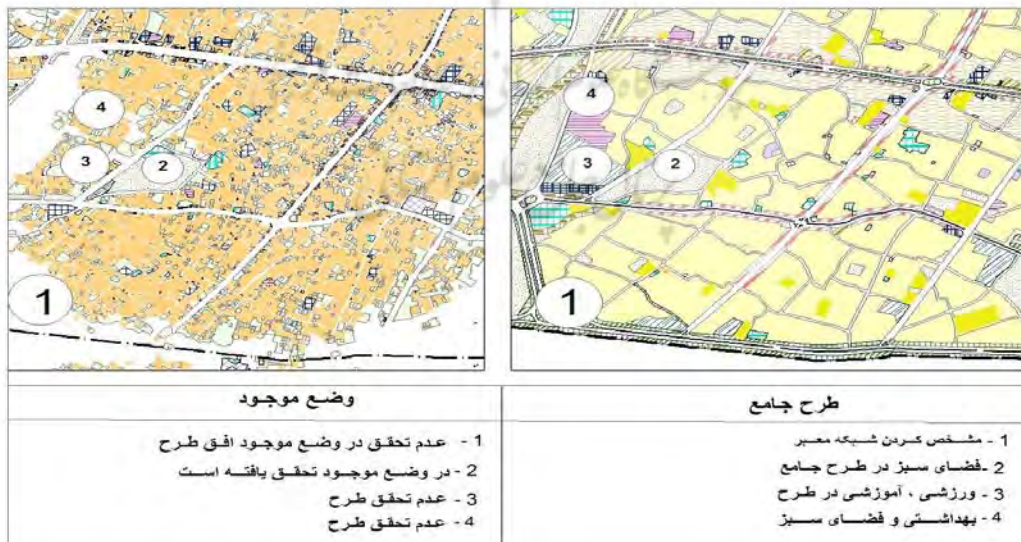 4
3
2
1
4
3
2
1
طرح جامع
1 - مشخص کردن شبکه معبر
2 - فضای سبز در طرح جامع
3 - ورزشی ، آموزشی در طرح
4 - بهداشتی و فضای سبز
وضع موجود
1 - عدم تحقق در وضع موجود افق طرح
2 - در وضع موجود تحقق یافته است
3 - عدم تحقق طرح
4 - عدم تحقق طرح